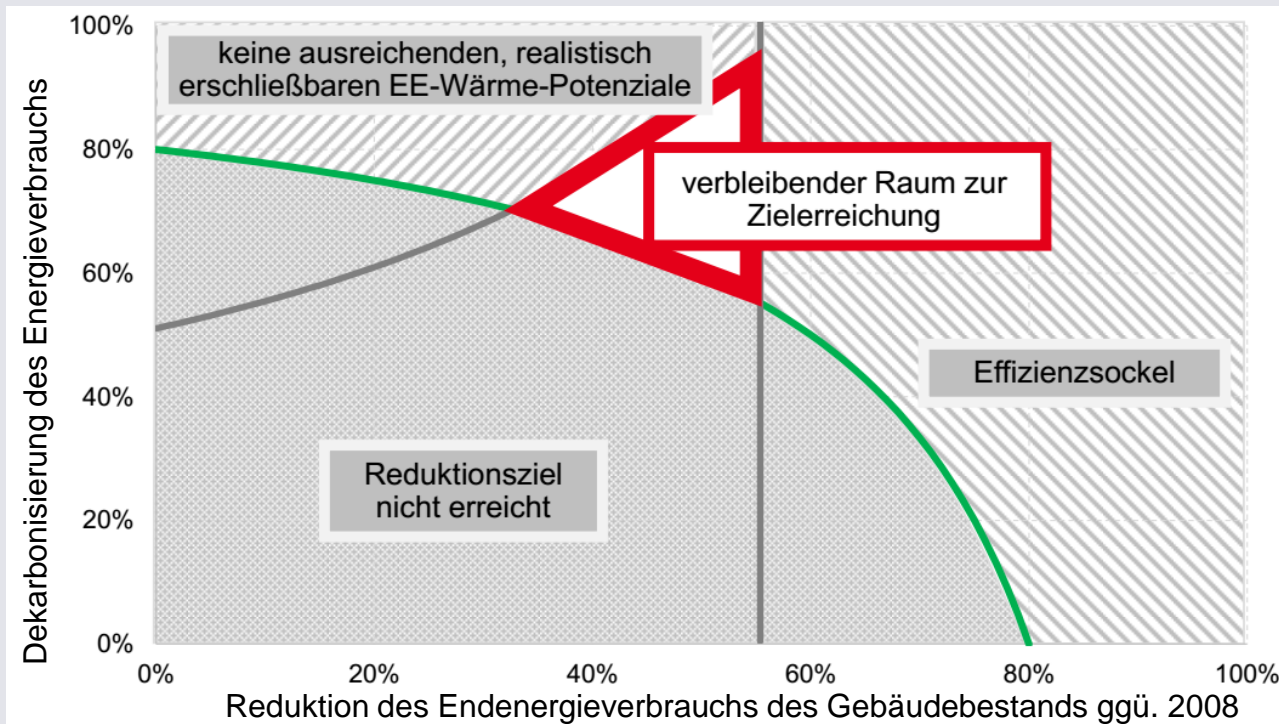 Dekarbonisierung des Energieverbrauchs
100%
80%
60%
40%
20%
0%
keine ausreichenden, realistisch
erschließbaren EE-Wärme-Potenziale
verbleibender Raum zur
Zielerreichung
Effizienzsockel
Reduktionsziel
nicht erreicht
0% 20% 40% 60% 80% 100%
Reduktion des Endenergieverbrauchs des Gebäudebestands ggü. 2008